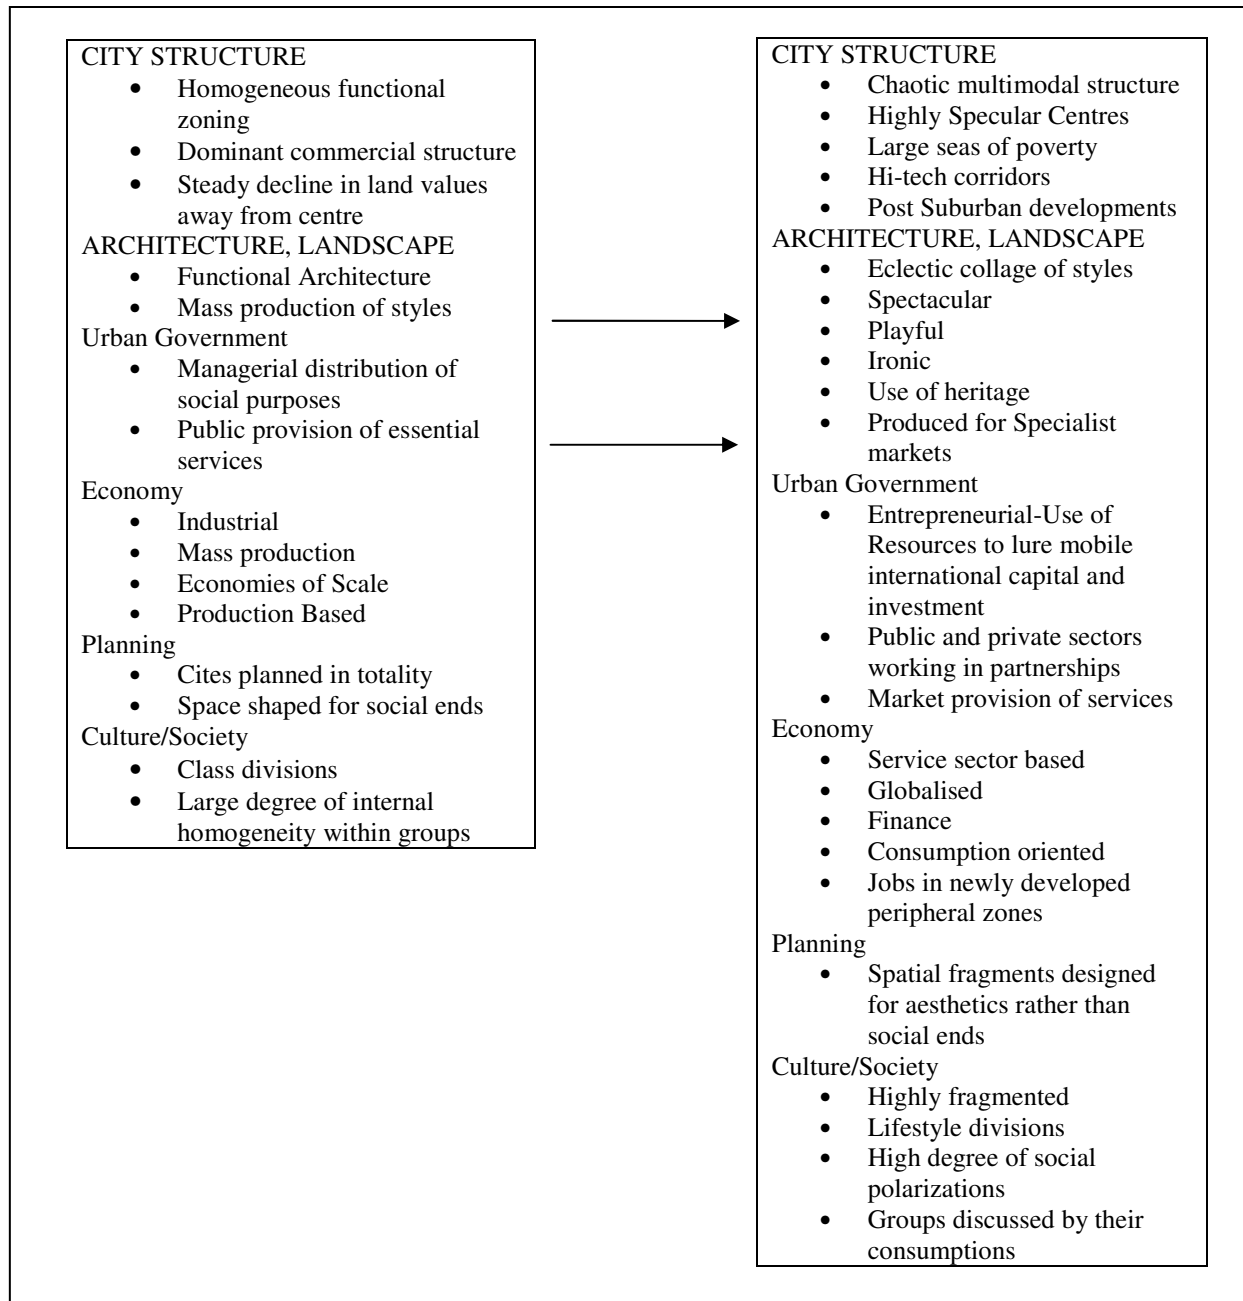 CITY STRUCTURE
• Homogeneous functional
zoning
• Dominant commercial structure
• Steady decline in land values
away from centre
ARCHITECTURE, LANDSCAPE
• Functional Architecture
• Mass production of styles
Urban Government
• Managerial distribution of
social purposes
• Public provision of essential
services
Economy
• Industrial
• Mass production
• Economies of Scale
• Production Based
Planning
• Cites planned in totality
• Space shaped for social ends
Culture/Society
• Class divisions
• Large degree of internal
homogeneity within groups
CITY STRUCTURE
• Chaotic multimodal structure
• Highly Specular Centres
• Large seas of poverty
• Hi-tech corridors
• Post Suburban developments
ARCHITECTURE, LANDSCAPE
• Eclectic collage of styles
• Spectacular
• Playful
• Ironic
• Use of heritage
• Produced for Specialist
markets
Urban Government
• Entrepreneurial-Use of
Resources to lure mobile
international capital and
investment
• Public and private sectors
working in partnerships
• Market provision of services
Economy
• Service sector based
• Globalised
• Finance
• Consumption oriented
• Jobs in newly developed
peripheral zones
Planning
• Spatial fragments designed
for aesthetics rather than
social ends
Culture/Society
• Highly fragmented
• Lifestyle divisions
• High degree of social
polarizations
• Groups discussed by their
consumptions